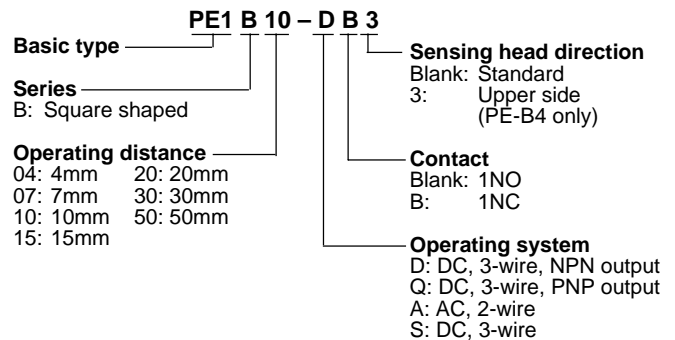 PE1 B 10 – D B 3
Basic type
Series
B: Square shaped
Operating distance
04: 4mm 20: 20mm
07: 7mm 30: 30mm
10: 10mm 50: 50mm
15: 15mm
Sensing head direction
Blank: Standard
3: Upper side
(PE-B4 only)
Contact
Blank: 1NO
B: 1NC
Operating system
D: DC, 3-wire, NPN output
Q: DC, 3-wire, PNP output
A: AC, 2-wire
S: DC, 3-wire